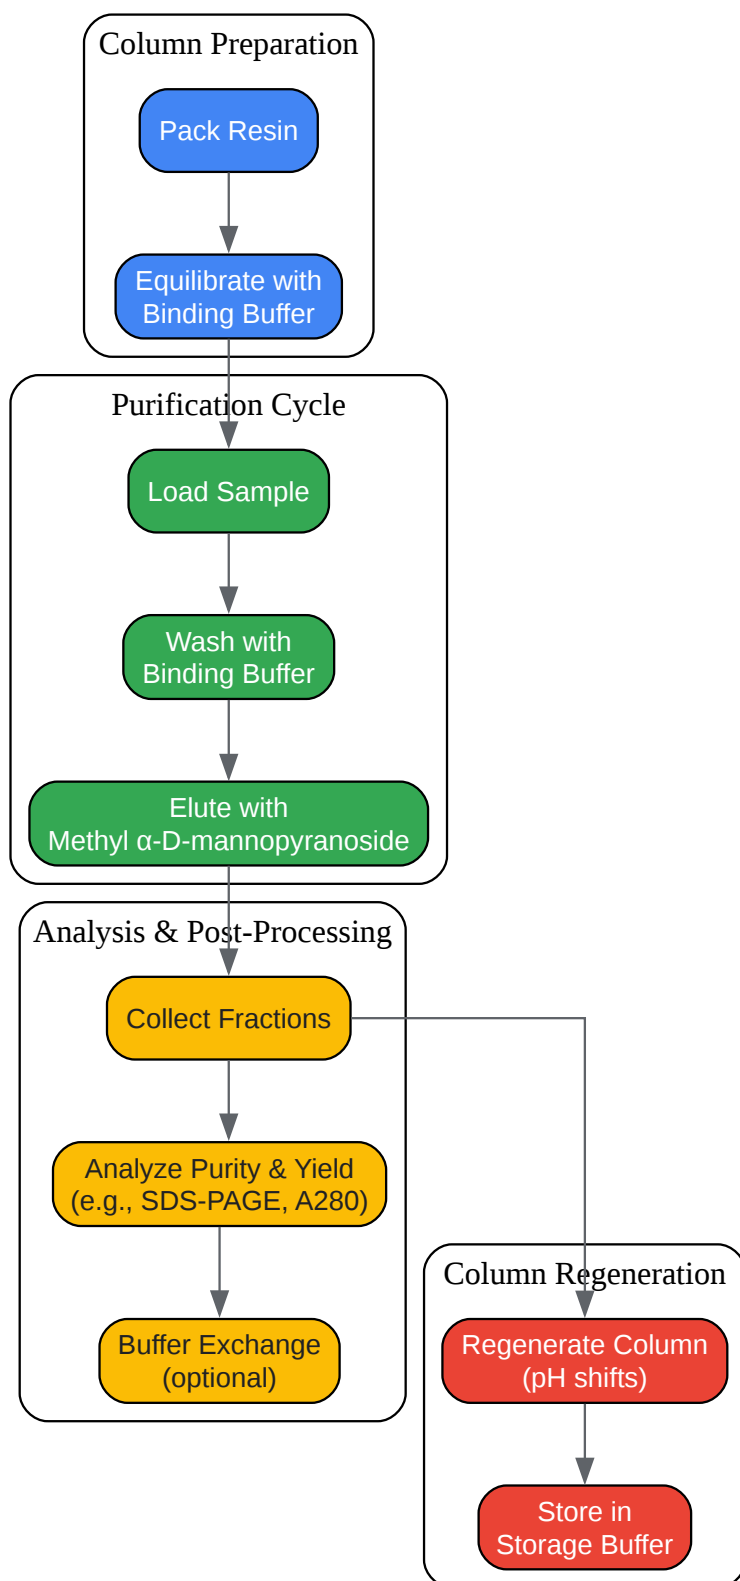 Column Preparation
Pack Resin
Equilibrate with
Binding Buffer
Purification Cycle
Load Sample
Wash with
Binding Buffer
Elute with
Methyl α-D-mannopyranoside
Analysis & Post-Processing
Collect Fractions
Analyze Purity & Yield
(e.g., SDS-PAGE, A280)
Buffer Exchange
(optional)
Column Regeneration
Regenerate Column
(pH shifts)
Store in
Storage Buffer